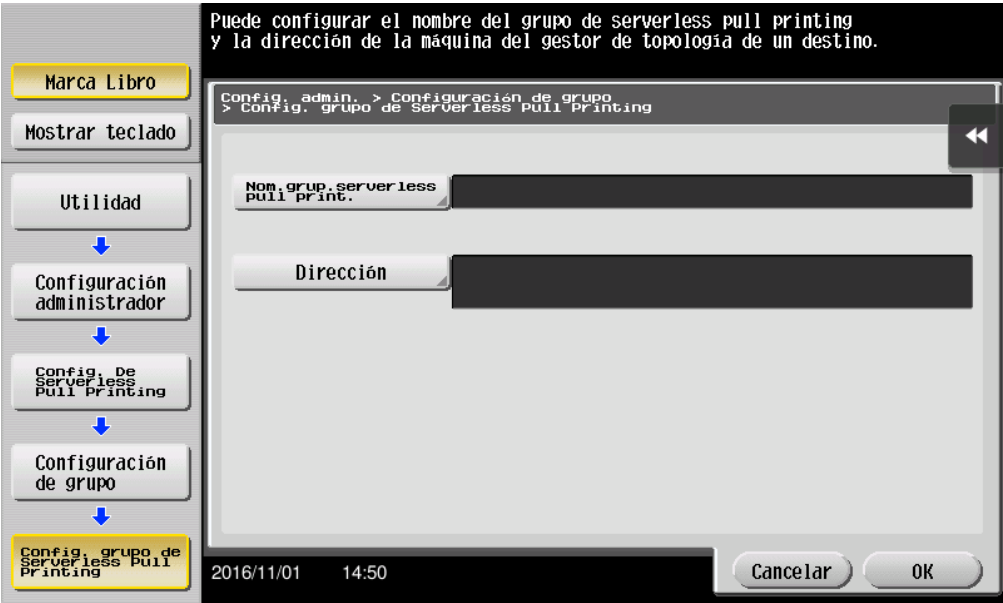 Puede configurar el nombre del grupo de serverless pull printing
y la dirección de la máquina del gestor de topología de un destino.
Marca Libro
Mostrar teclado
Utilidad
Configuración
administrador
Config. De
Serverless
Pull Printing
Configuración
de grupo
Config. grupo de
Serverless Pull
Printing
Config. admin. > Configuración de grupo
> Config. grupo de Serverless Pull Printing
Nom.grup.serverless
pull print.
Dirección
2016/11/01 14:50
Cancelar
OK